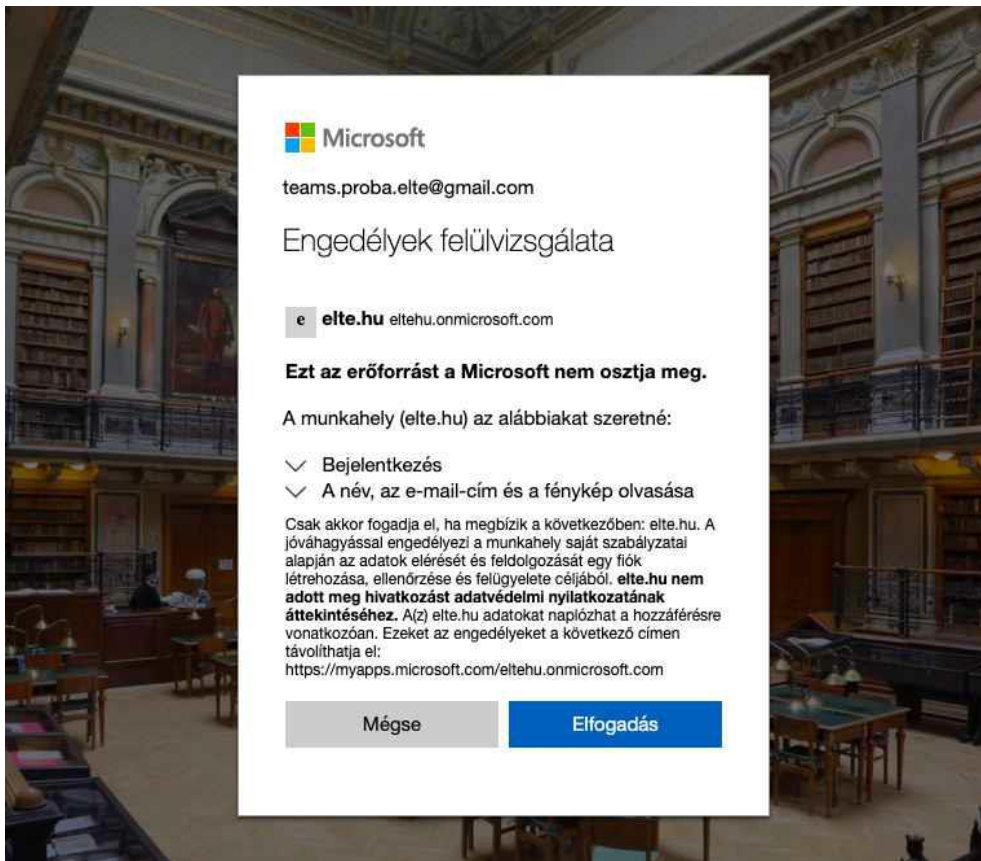 Microsoft
teams.proba.elte@gmail.com
Engedélyek felülvizsgálata
e elte.hu eltehu.onmicrosoft.com
Ezt az erőforrást a Microsoft nem osztja meg.
A munkahely (elte.hu) az alábbiakat szeretné:
Bejelentkezés
A név, az e-mail-cím és a fénykép olvasása
Csak akkor fogadja el, ha megbízik a következőben: elte.hu. A
jóváhagyással engedélyezi a munkahely saját szabályzatai
alapján az adatok elérését és feldolgozását egy fiók
létrehozása, ellenőrzése és felügyelete céljából. elte.hu nem
adott meg hivatkozást adatvédelmi nyilatkozatának
áttekintéséhez. A(z) elte.hu adatokat naplózhat a hozzáférésre
vonatkozóan. Ezeket az engedélyeket a következő címen
távolíthatja el:
https://myapps.microsoft.com/eltehu.onmicrosoft.com
Mégse Elfogadás